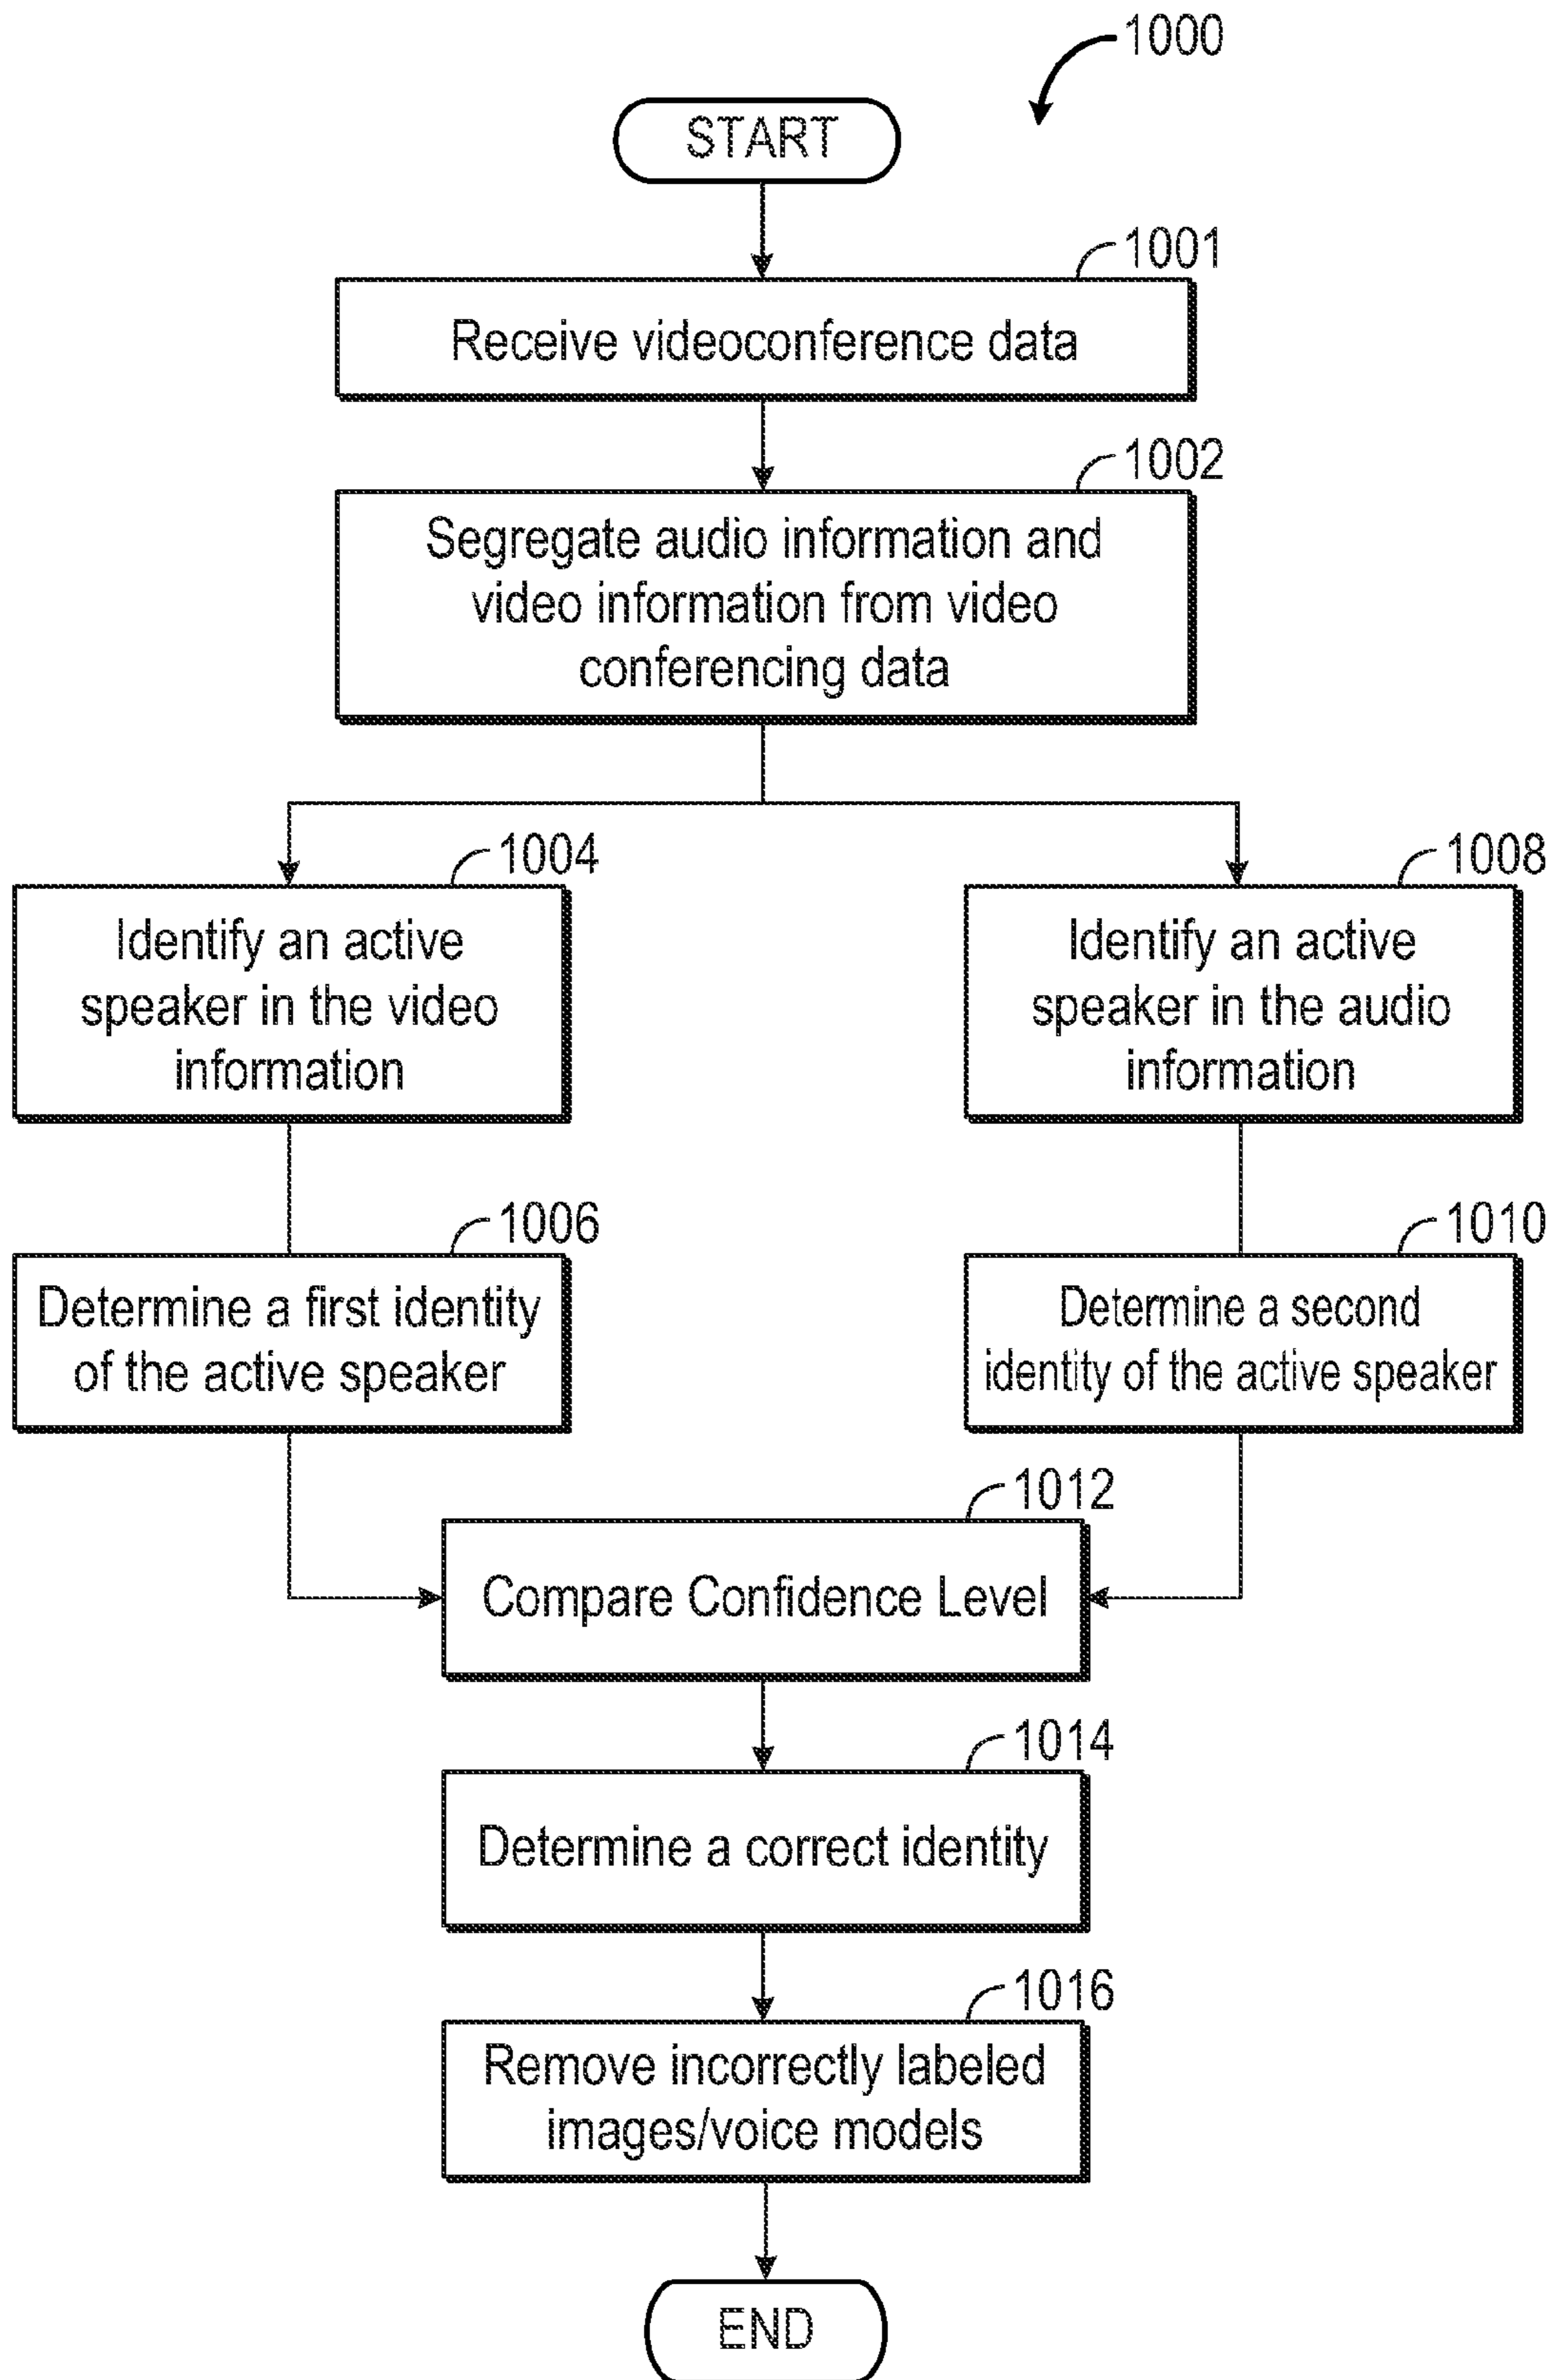 1000
START
1001
Receive videoconference data
1002
Segregate audio information and
video information from video
conferencing data
1004
Identify an active
speaker in the video
information
1008
Identify an active
speaker in the audio
information
1006
Determine a first identity
of the active speaker
1010
Determine a second
identity of the active speaker
1012
Compare Confidence Level
1014
Determine a correct identity
1016
Remove incorrectly labeled
images/voice models
END